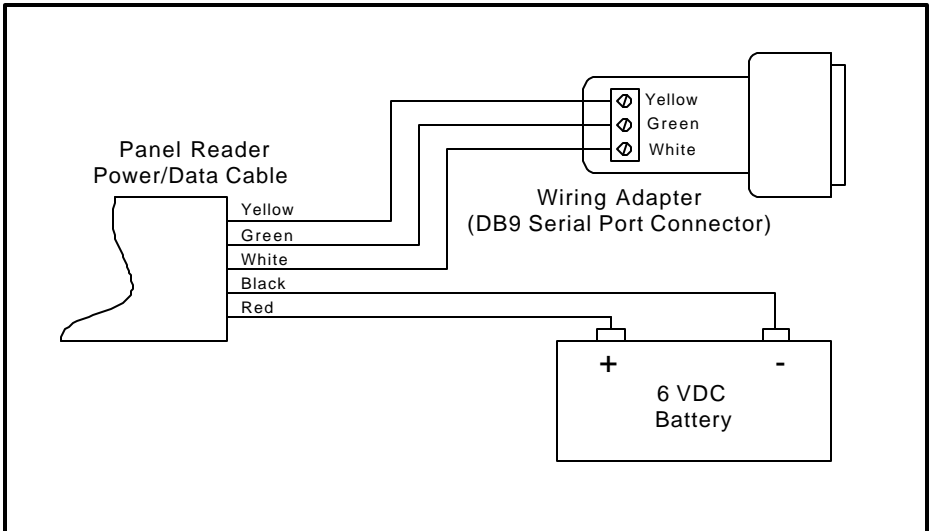 Yellow
Green
White
Panel Reader
Power/Data Cable
Wiring Adapter
(DB9 Serial Port Connector)
Yellow
Green
White
Black
Red
+ -
6 VDC
Battery